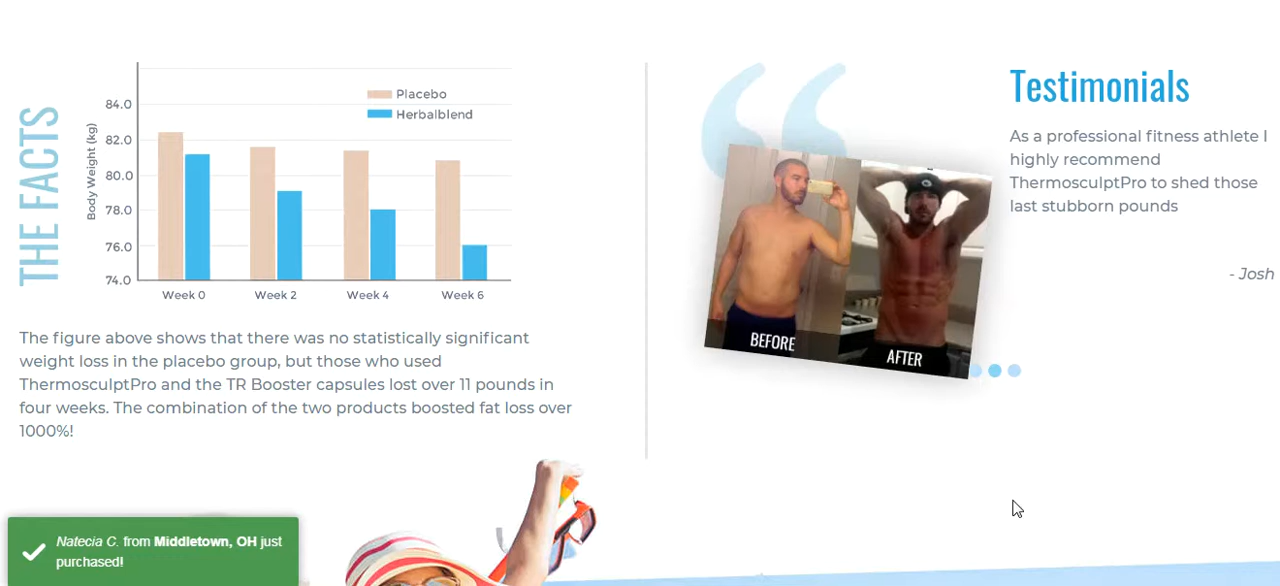 THE FACTS
Body Weight (kg)
84.0
82.0
80.0
78.0
76.0
74.0
Placebo
Herbalblend
Week 0 Week 2 Week 4 Week 6
The figure above shows that there was no statistically significant
weight loss in the placebo group, but those who used
ThermosculptPro and the TR Booster capsules lost over 11 pounds in
four weeks. The combination of the two products boosted fat loss over
1000%!
“
BEFORE
AFTER
Testimonials
As a professional fitness athlete I
highly recommend
ThermosculptPro to shed those
last stubborn pounds
- Josh
Natecia C. from Middletown, OH just
purchased!